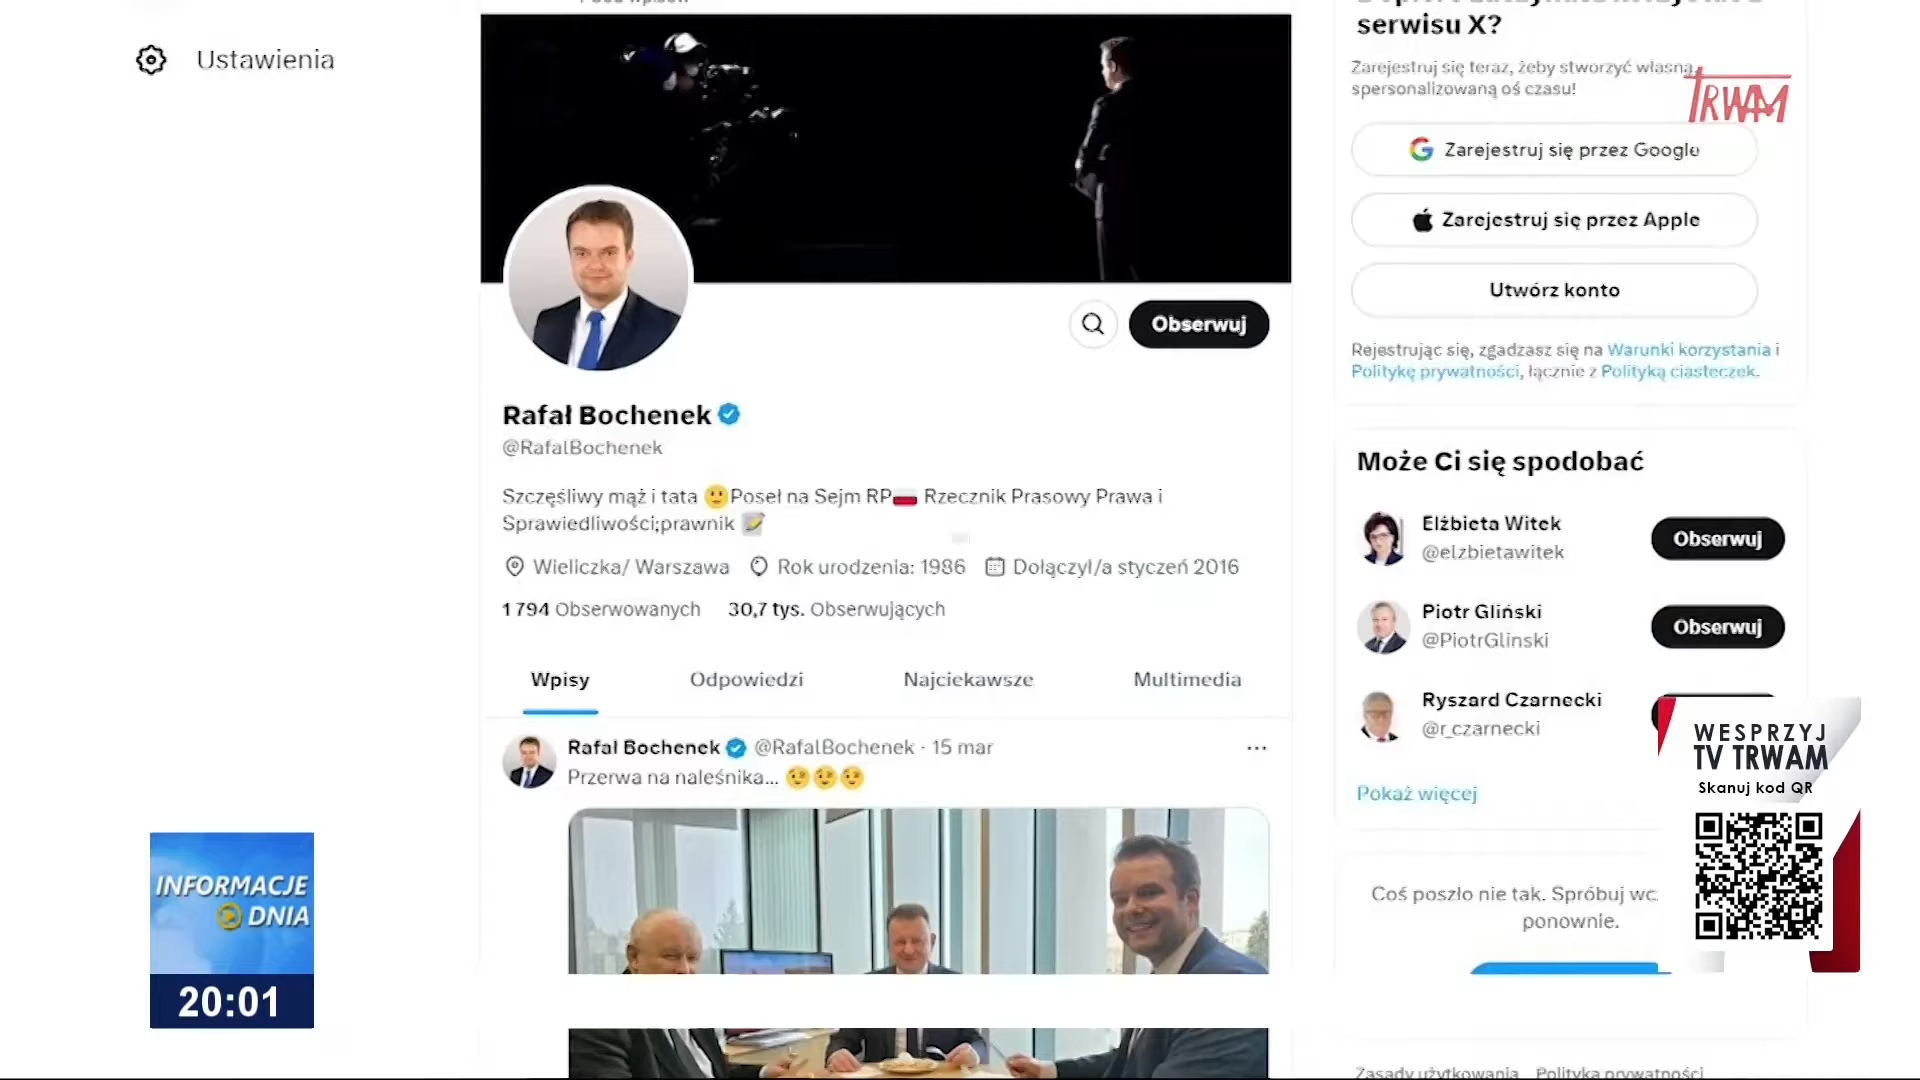 Ustawienia
serwisu X?
Zarejestruj się teraz, żeby stworzyć własną,
spersonalizowaną oś czasu!
TRWAM
Zarejestruj się przez Google
Zarejestruj się przez Apple
Utwórz konto
Rejestrując się, zgadzasz się na Warunki korzystania i
Politykę prywatności, łącznie z Polityką ciasteczek.
Obserwuj
Rafał Bochenek
@RafalBochenek
Szczęśliwy mąż i tata 🙂Poseł na Sejm RP🇵🇱 Rzecznik Prasowy Prawa i
Sprawiedliwości;prawnik 📝
Wieliczka/ Warszawa Rok urodzenia: 1986 Dołączył/a styczeń 2016
1 794 Obserwowanych 30,7 tys. Obserwujących
Wpisy Odpowiedzi Najciekawsze Multimedia
Rafał Bochenek @RafalBochenek · 15 mar
Przerwa na naleśnika... 😉😉😉
Może Ci się spodobać
Elżbieta Witek
@elzbietawitek
Obserwuj
Piotr Gliński
@PiotrGlinski
Obserwuj
Ryszard Czarnecki
@r_czarnecki
Pokaż więcej
WESPRZYJ
TV TRWAM
Skanuj kod QR
Coś poszło nie tak. Spróbuj
ponownie.
INFORMACJE
DNIA
20:01
Zasady użytkowania Polityka prywatności